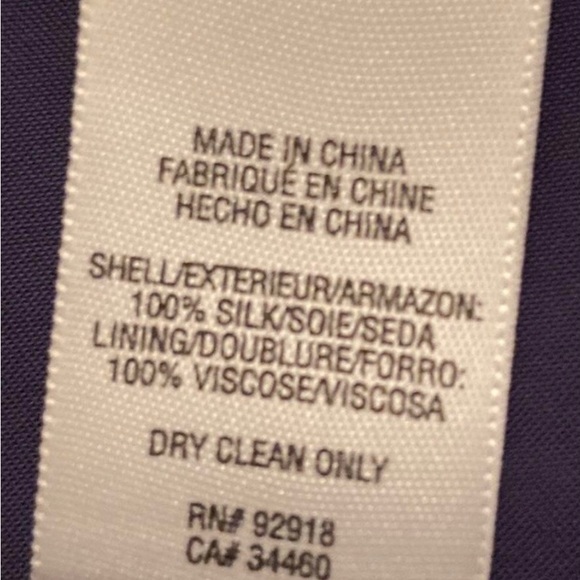 MADE IN CHINA
FABRIQUÉ EN CHINE
HECHO EN CHINA
SHELL/EXTERIEUR/ARMAZON:
100% SILK/SOIE/SEDA
LINING/DOUBLURE/FORRO:
100% VISCOSE/VISCOSA
DRY CLEAN ONLY
RN# 92918
CA# 34460